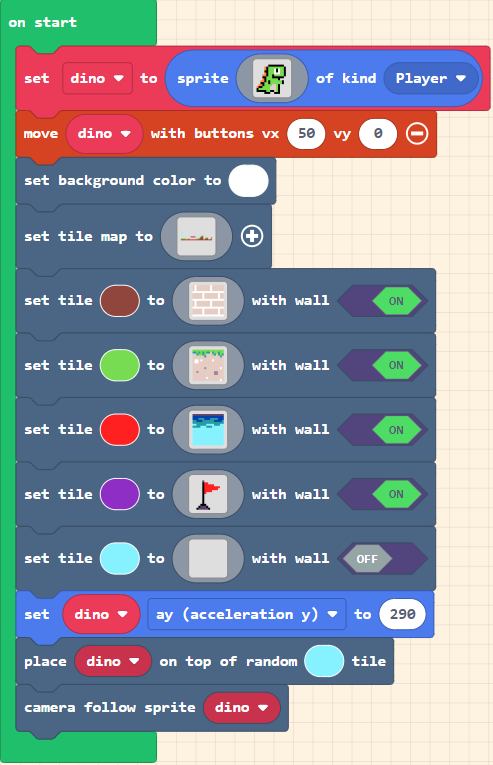 on start
set dino to sprite of kind Player
move dino with buttons vx 50 vy 0
set background color to
set tile map to
set tile to with wall ON
set tile to with wall ON
set tile to with wall ON
set tile to with wall ON
set tile to with wall OFF
set dino ay (acceleration y) to 290
place dino on top of random tile
camera follow sprite dino